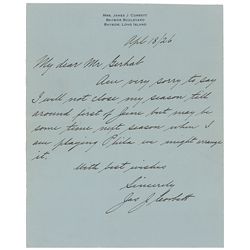 MRS. JAMES J. CORBETT
BAYSIDE BOULEVARD
BAYSIDE, LONG ISLAND
Apl 18/26
My dear Mr Gerhab
Am very sorry to say
I will not close my season till
around first of June but may be
some time next season when I
am playing Phila we might arrange
it.
With best wishes
Sincerely
Jas J. Corbett